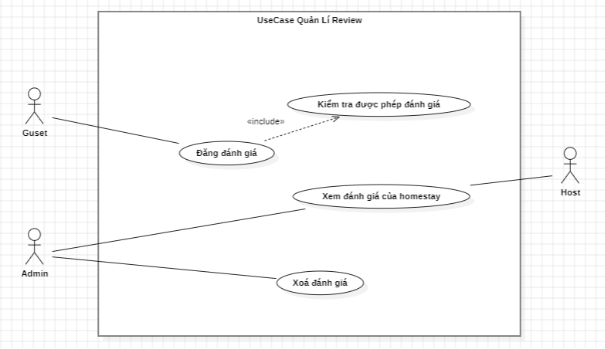 UseCase Quản Lí Review
Kiểm tra được phép đánh giá
«include»
Guset
Đăng đánh giá
Xem đánh giá của homestay
Host
Admin
Xoá đánh giá